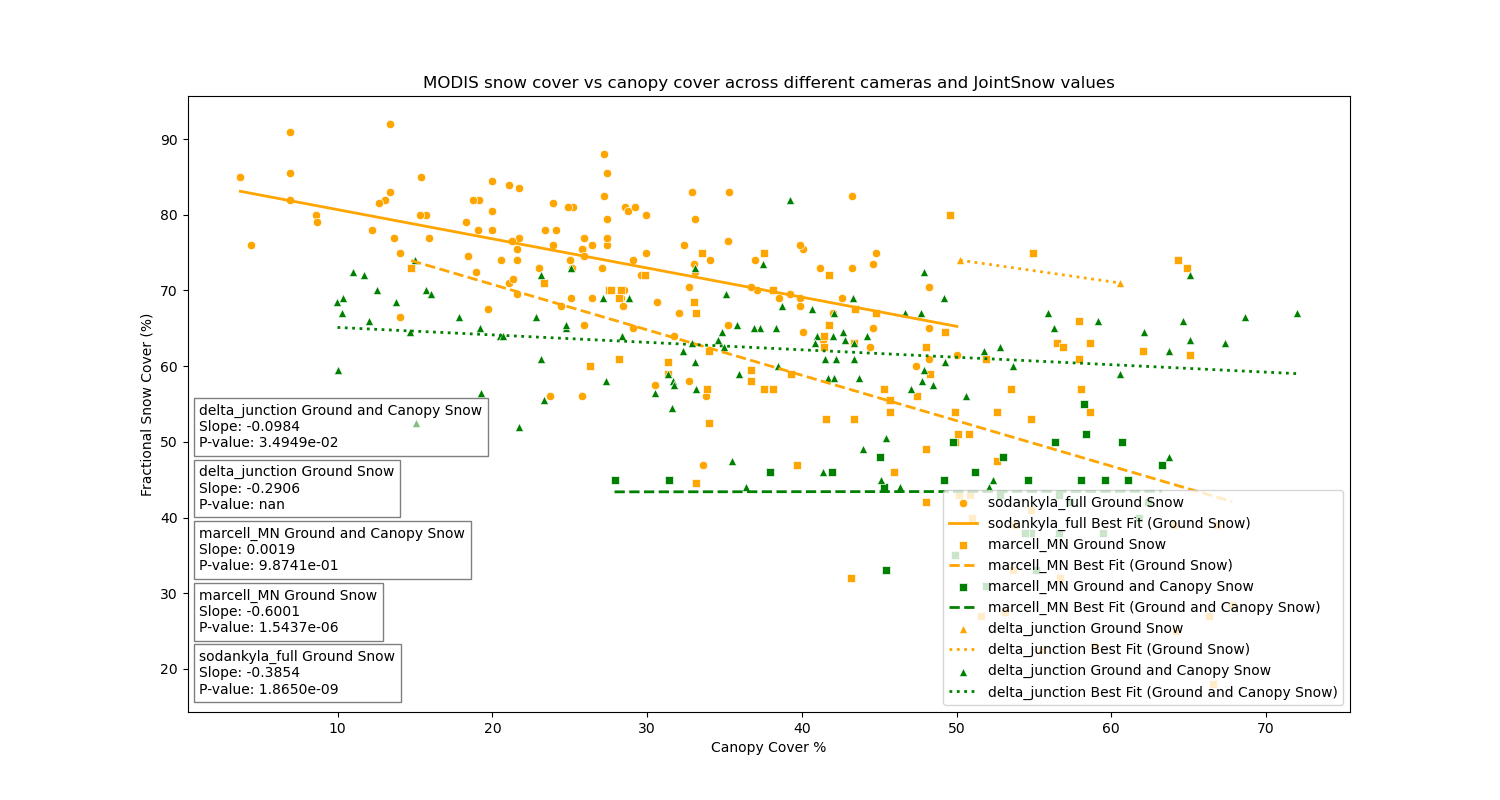 MODIS snow cover vs canopy cover across different cameras and JointSnow values
Fractional Snow Cover (%)
90
80
70
60
50
40
30
20
delta_junction Ground and Canopy Snow
Slope: -0.0984
P-value: 3.4949e-02
delta_junction Ground Snow
Slope: -0.2906
P-value: nan
marcell_MN Ground and Canopy Snow
Slope: 0.0019
P-value: 9.8741e-01
marcell_MN Ground Snow
Slope: -0.6001
P-value: 1.5437e-06
sodankyla_full Ground Snow
Slope: -0.3854
P-value: 1.8650e-09
sodankyla_full Ground Snow
sodankyla_full Best Fit (Ground Snow)
marcell_MN Ground Snow
marcell_MN Best Fit (Ground Snow)
marcell_MN Ground and Canopy Snow
marcell_MN Best Fit (Ground and Canopy Snow)
delta_junction Ground Snow
delta_junction Best Fit (Ground Snow)
delta_junction Ground and Canopy Snow
delta_junction Best Fit (Ground and Canopy Snow)
10 20 30 40 50 60 70
Canopy Cover %